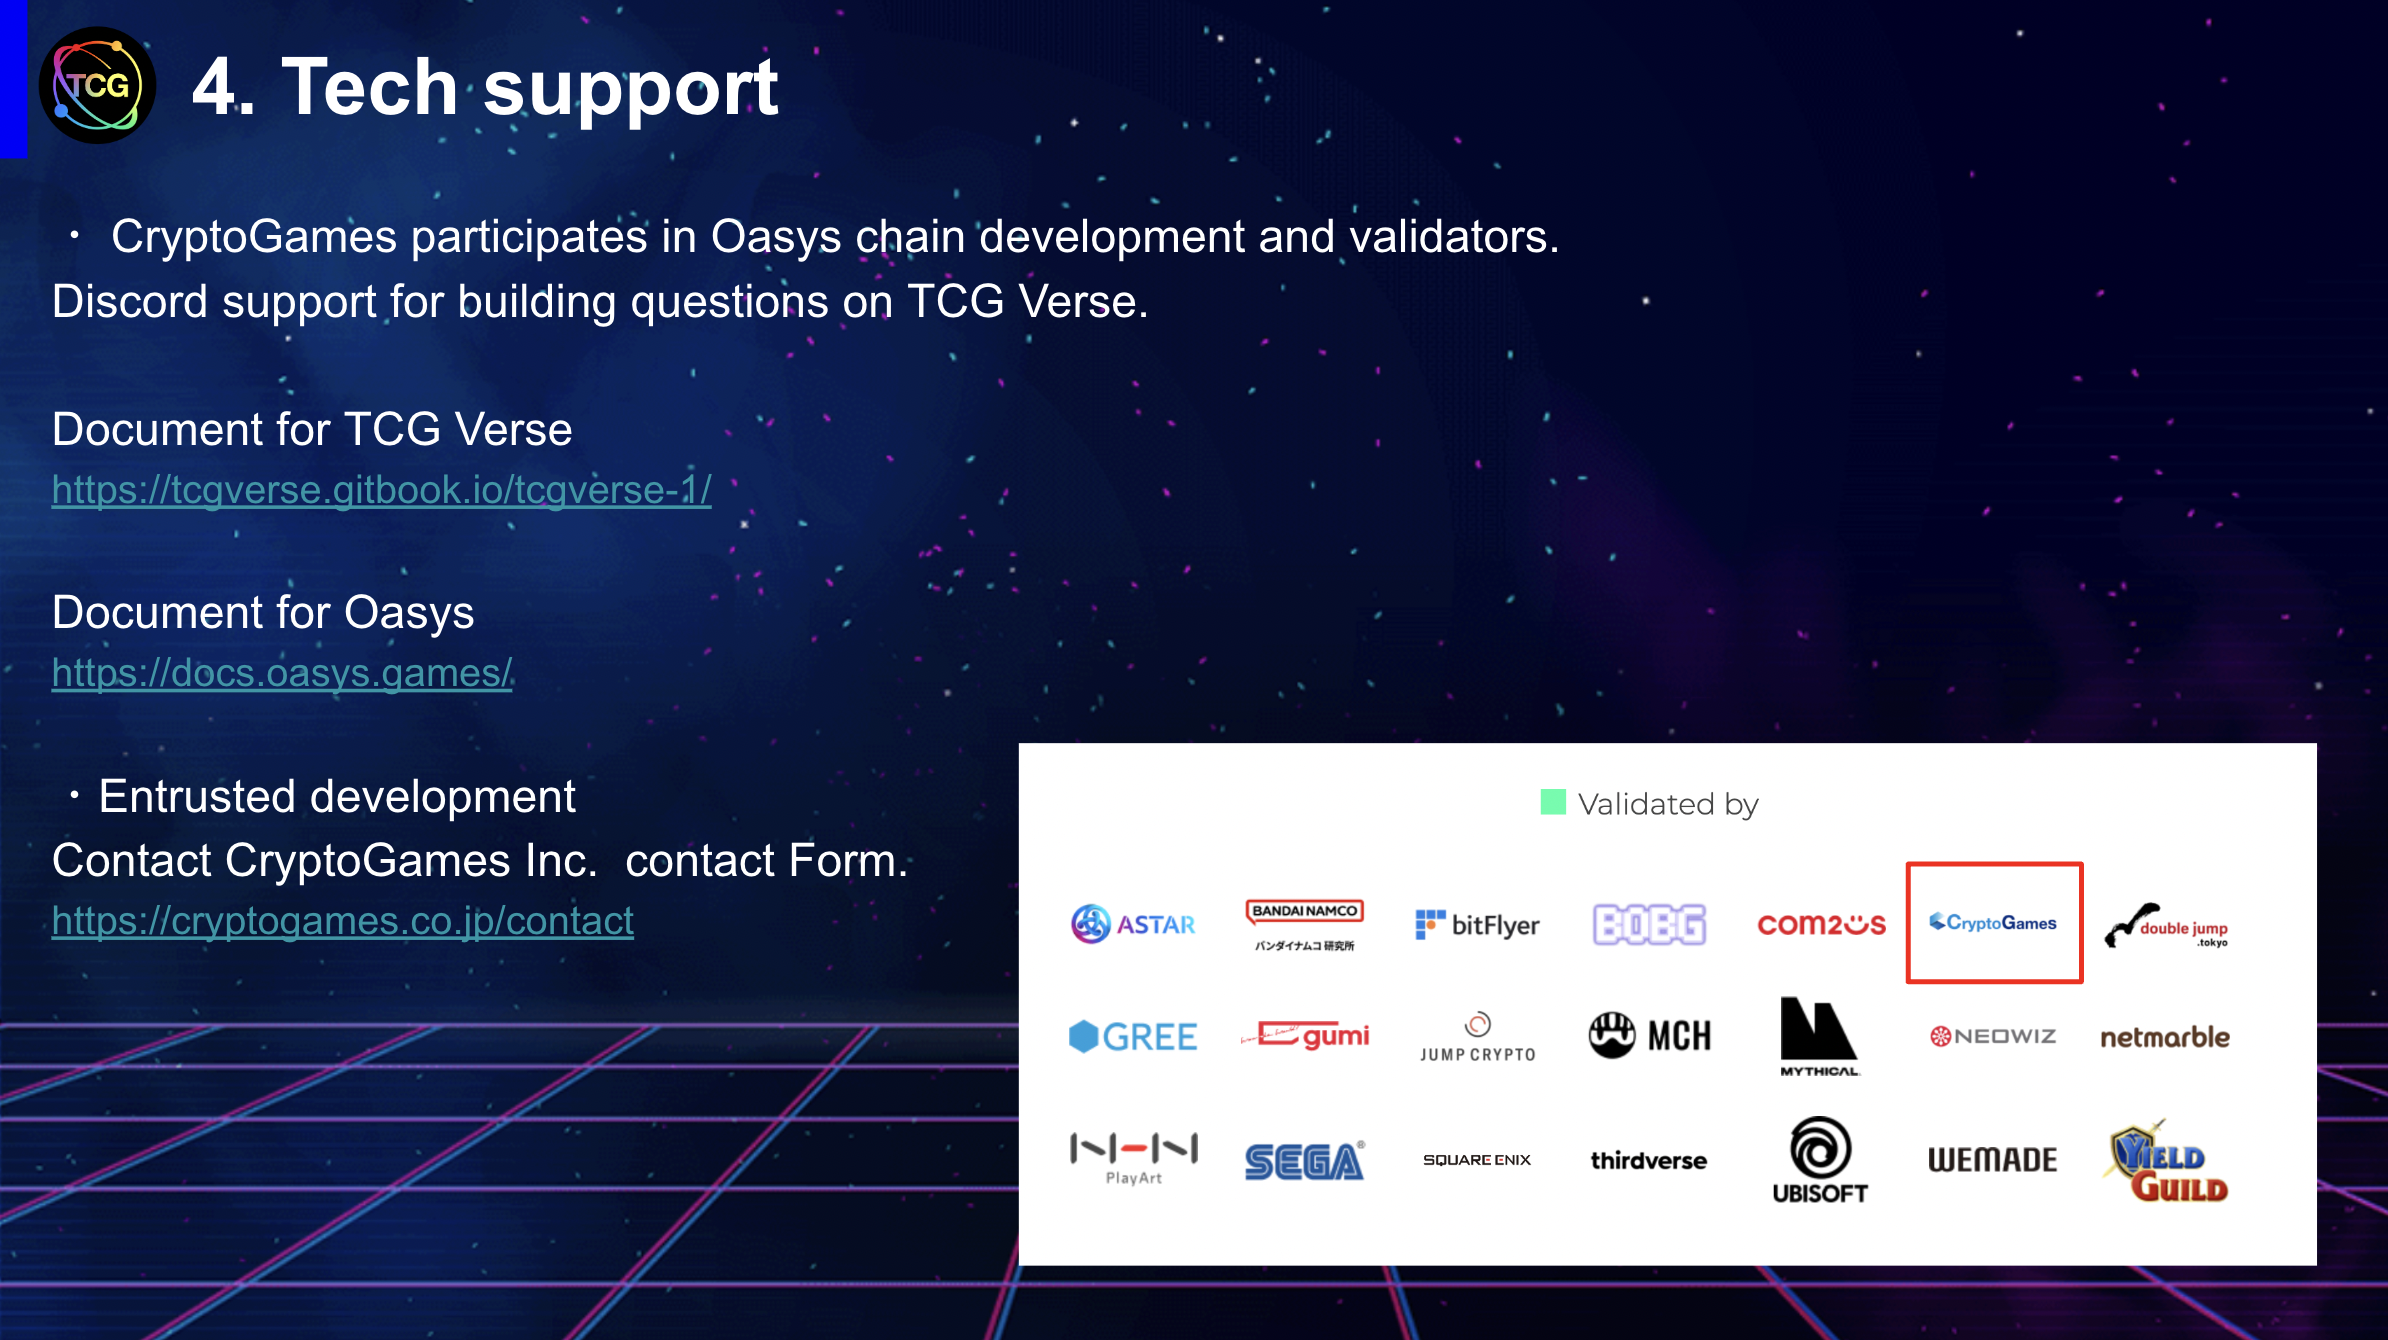 TCG
4. Tech support
・ CryptoGames participates in Oasys chain development and validators.
Discord support for building questions on TCG Verse.
Document for TCG Verse
https://tcgverse.gitbook.io/tcgverse-1/
Document for Oasys
https://docs.oasys.games/
・Entrusted development
Contact CryptoGames Inc.  contact Form.
https://cryptogames.co.jp/contact
Validated by
ASTAR
BANDAI NAMCO
バンダイナムコ 研究所
bitFlyer
BOBG
com2us
CryptoGames
double jump
.tokyo
GREE
gumi
JUMP CRYPTO
MCH
MYTHICAL
NEOWIZ
netmarble
NHN
PlayArt
SEGA®
SQUARE ENIX
thirdverse
UBISOFT
WEMADE
YIELD
GUILD